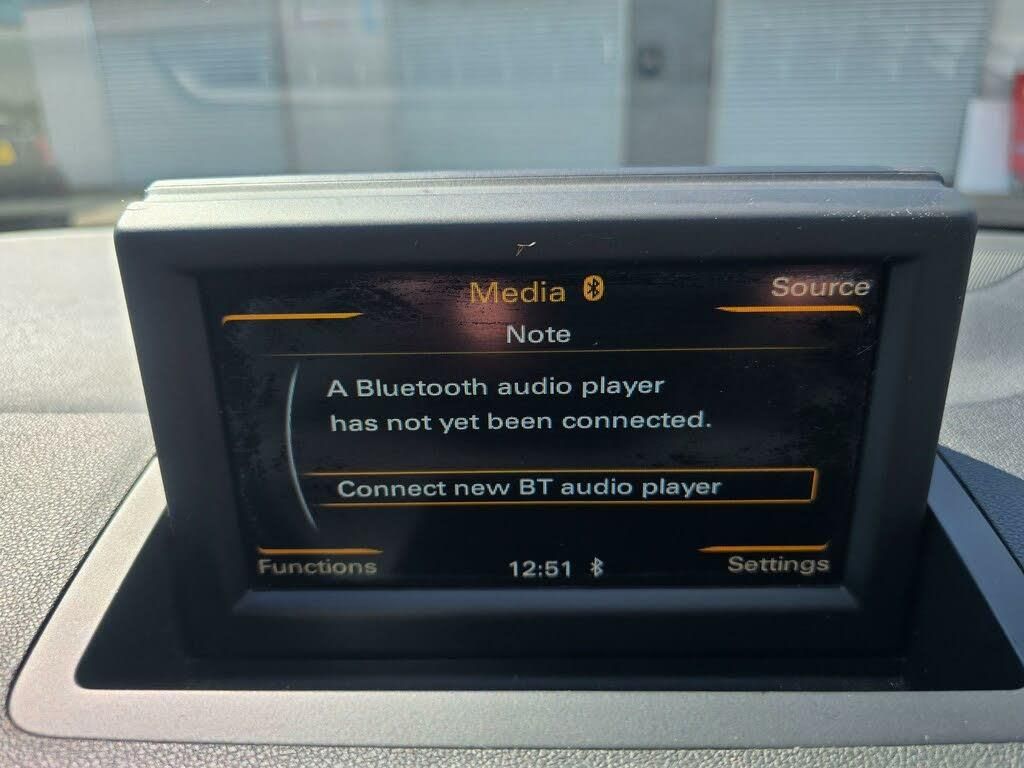 Media
Source
Note
A Bluetooth audio player
has not yet been connected.
Connect new BT audio player
Functions
12:51
Settings